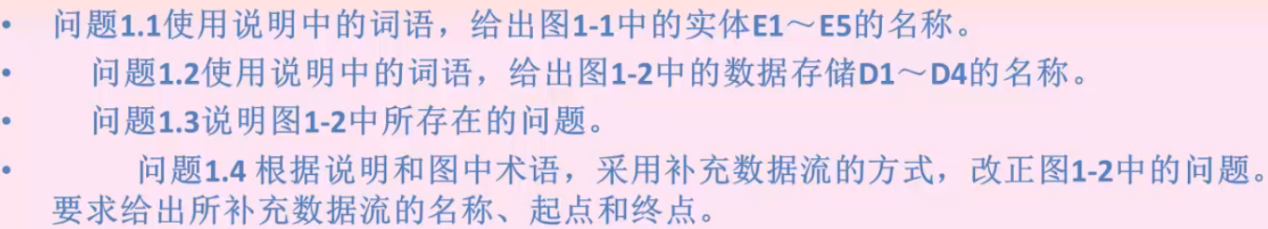 • 问题1.1使用说明中的词语，给出图1-1中的实体E1～E5的名称。
• 问题1.2使用说明中的词语，给出图1-2中的数据存储D1～D4的名称。
• 问题1.3说明图1-2中所存在的问题。
• 问题1.4 根据说明和图中术语，采用补充数据流的方式，改正图1-2中的问题。
要求给出所补充数据流的名称、起点和终点。